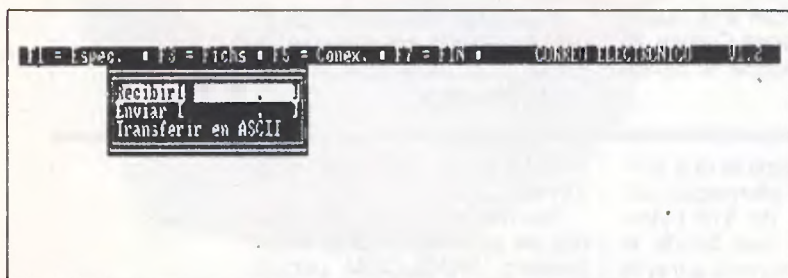 F1 = Espec. ▪ F3 = Fichs ▪ F5 = Conex. ▪ F7 = FIN ▪ CORREO ELECTRONICO V1.2
Recibir[ . ]
Enviar [ . ]
Transferir en ASCII